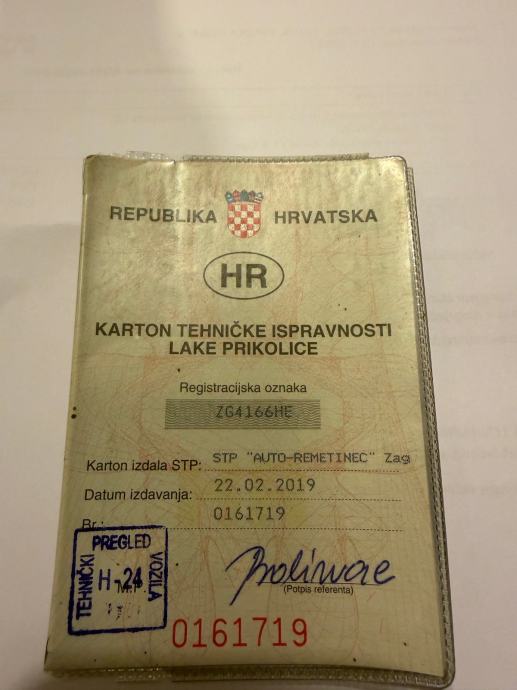 REPUBLIKA HRVATSKA
HR
KARTON TEHNIČKE ISPRAVNOSTI
LAKE PRIKOLICE
Registracijska oznaka
ZG4166HE
Karton izdala STP: STP "AUTO-REMETINEC" Zag
Datum izdavanja: 22.02.2019
Br.: 0161719
TEHNIČKI
PREGLED
VOZILA
H-24
M.P.
(Potpis referenta)
0161719